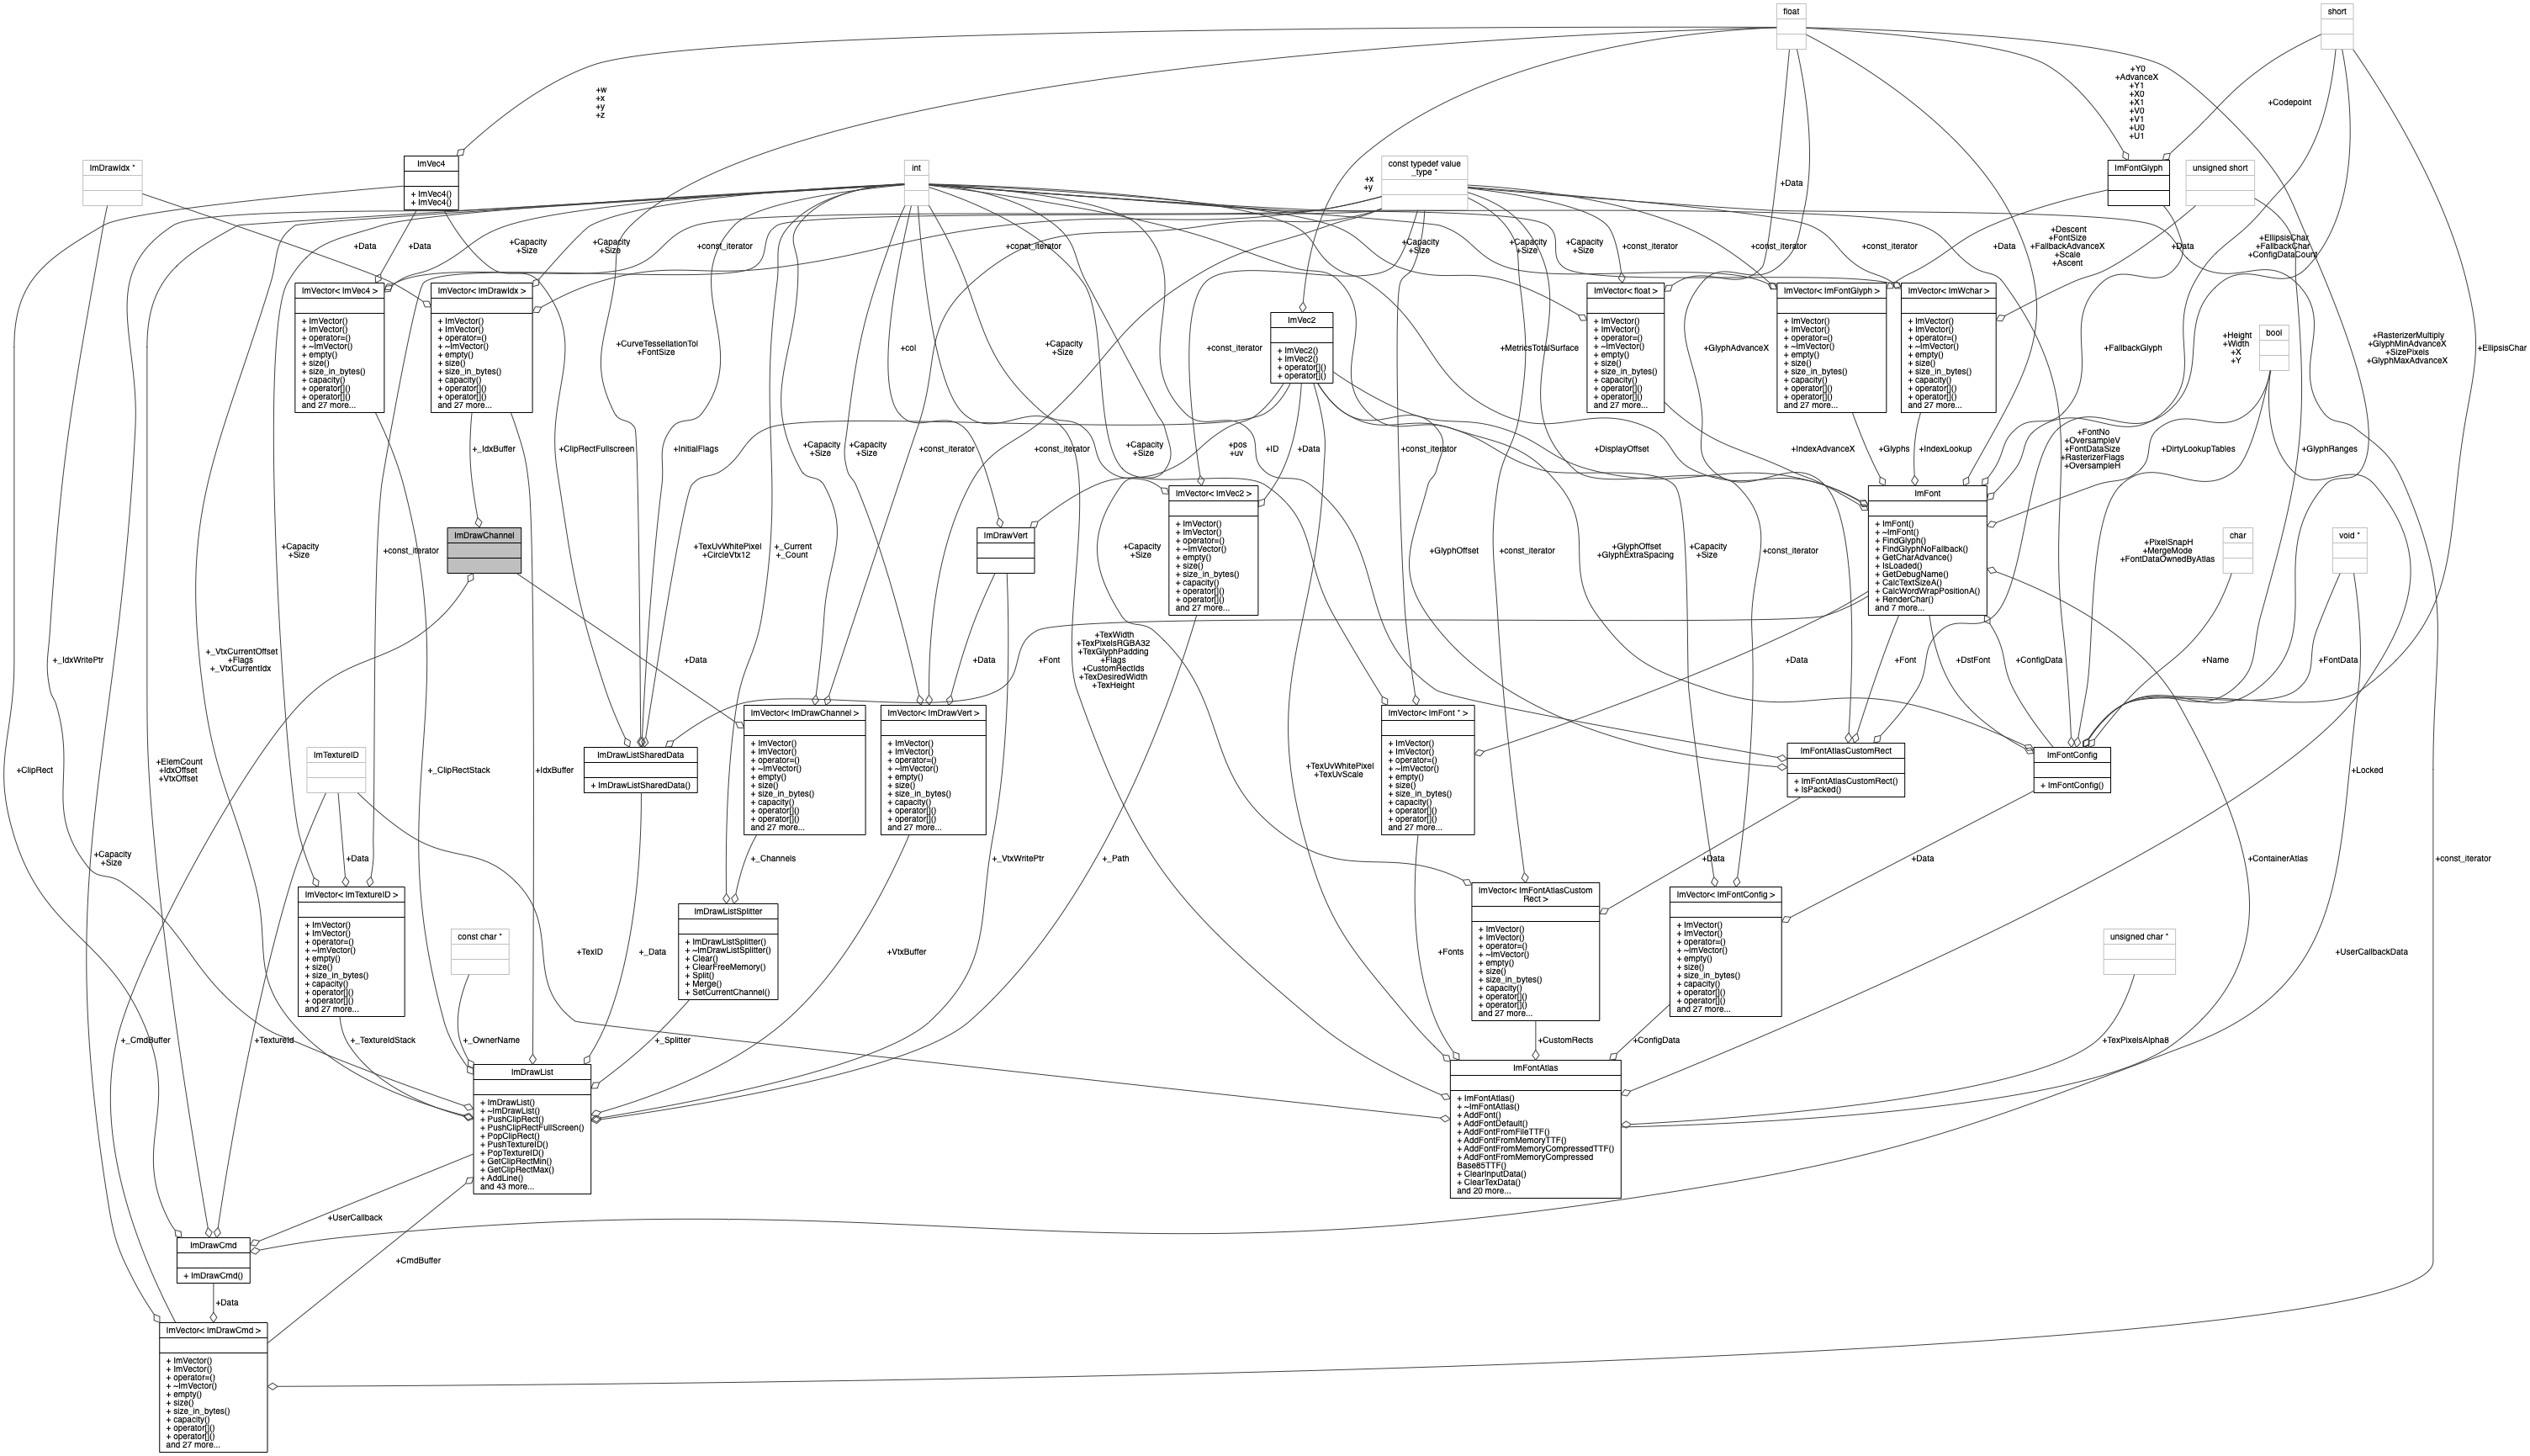 float
short
+Y0
+AdvanceX
+Y1
+X0
+X1
+V0
+V1
+U0
+U1
+Codepoint
+w
+x
+y
+z
ImDrawIdx *
ImVec4
+ ImVec4()
+ ImVec4()
int
const typedef value
_type *
+x
+y
+Data
ImFontGlyph
unsigned short
+Data
+Data
+Capacity
+Size
+Capacity
+Size
+const_iterator
+const_iterator
+Capacity
+Size
+Capacity
+Size
+Capacity
+Size
+const_iterator
+const_iterator
+const_iterator
+Data
+Descent
+FontSize
+FallbackAdvanceX
+Scale
+Ascent
+Data
+EllipsisChar
+FallbackChar
+ConfigDataCount
ImVector< ImVec4 >
+ ImVector()
+ ImVector()
+ operator=()
+ ~ImVector()
+ empty()
+ size()
+ size_in_bytes()
+ capacity()
+ operator[]()
+ operator[]()
and 27 more...
ImVector< ImDrawIdx >
+ ImVector()
+ ImVector()
+ operator=()
+ ~ImVector()
+ empty()
+ size()
+ size_in_bytes()
+ capacity()
+ operator[]()
+ operator[]()
and 27 more...
+CurveTessellationTol
+FontSize
+col
+Capacity
+Size
+const_iterator
ImVec2
+ ImVec2()
+ ImVec2()
+ operator[]()
+ operator[]()
+MetricsTotalSurface
ImVector< float >
+ ImVector()
+ ImVector()
+ operator=()
+ ~ImVector()
+ empty()
+ size()
+ size_in_bytes()
+ capacity()
+ operator[]()
+ operator[]()
and 27 more...
+GlyphAdvanceX
ImVector< ImFontGlyph >
+ ImVector()
+ ImVector()
+ operator=()
+ ~ImVector()
+ empty()
+ size()
+ size_in_bytes()
+ capacity()
+ operator[]()
+ operator[]()
and 27 more...
ImVector< ImWchar >
+ ImVector()
+ ImVector()
+ operator=()
+ ~ImVector()
+ empty()
+ size()
+ size_in_bytes()
+ capacity()
+ operator[]()
+ operator[]()
and 27 more...
+FallbackGlyph
+Height
+Width
+X
+Y
bool
+RasterizerMultiply
+GlyphMinAdvanceX
+SizePixels
+GlyphMaxAdvanceX
+EllipsisChar
+_IdxBuffer
+ClipRectFullscreen
+InitialFlags
+Capacity
+Size
+Capacity
+Size
+const_iterator
+const_iterator
+Capacity
+Size
+pos
+uv
+ID
+Data
+const_iterator
+DisplayOffset
+IndexAdvanceX
+Glyphs
+IndexLookup
+FontNo
+OversampleV
+FontDataSize
+RasterizerFlags
+OversampleH
+DirtyLookupTables
+GlyphRanges
ImDrawChannel
ImDrawVert
ImVector< ImVec2 >
+ ImVector()
+ ImVector()
+ operator=()
+ ~ImVector()
+ empty()
+ size()
+ size_in_bytes()
+ capacity()
+ operator[]()
+ operator[]()
and 27 more...
ImFont
+ ImFont()
+ ~ImFont()
+ FindGlyph()
+ FindGlyphNoFallback()
+ GetCharAdvance()
+ IsLoaded()
+ GetDebugName()
+ CalcTextSizeA()
+ CalcWordWrapPositionA()
+ RenderChar()
and 7 more...
+Capacity
+Size
+const_iterator
+TexUvWhitePixel
+CircleVtx12
+_Current
+_Count
+Capacity
+Size
+GlyphOffset
+const_iterator
+GlyphOffset
+GlyphExtraSpacing
+Capacity
+Size
+const_iterator
+PixelSnapH
+MergeMode
+FontDataOwnedByAtlas
char
void *
+_IdxWritePtr
+_VtxCurrentOffset
+Flags
+_VtxCurrentIdx
+Data
+Data
+Font
+TexWidth
+TexPixelsRGBA32
+TexGlyphPadding
+Flags
+CustomRectIds
+TexDesiredWidth
+TexHeight
+Data
+Font
+DstFont
+ConfigData
+Name
+FontData
+ClipRect
+ElemCount
+IdxOffset
+VtxOffset
ImTextureID
+_ClipRectStack
+IdxBuffer
ImDrawListSharedData
+ ImDrawListSharedData()
ImVector< ImDrawChannel >
+ ImVector()
+ ImVector()
+ operator=()
+ ~ImVector()
+ empty()
+ size()
+ size_in_bytes()
+ capacity()
+ operator[]()
+ operator[]()
and 27 more...
ImVector< ImDrawVert >
+ ImVector()
+ ImVector()
+ operator=()
+ ~ImVector()
+ empty()
+ size()
+ size_in_bytes()
+ capacity()
+ operator[]()
+ operator[]()
and 27 more...
+TexUvWhitePixel
+TexUvScale
ImVector< ImFont * >
+ ImVector()
+ ImVector()
+ operator=()
+ ~ImVector()
+ empty()
+ size()
+ size_in_bytes()
+ capacity()
+ operator[]()
+ operator[]()
and 27 more...
ImFontAtlasCustomRect
+ ImFontAtlasCustomRect()
+ IsPacked()
ImFontConfig
+ ImFontConfig()
+Locked
+Capacity
+Size
+Data
+_Channels
+_VtxWritePtr
+_Path
+Data
+Data
+ContainerAtlas
+const_iterator
ImVector< ImTextureID >
+ ImVector()
+ ImVector()
+ operator=()
+ ~ImVector()
+ empty()
+ size()
+ size_in_bytes()
+ capacity()
+ operator[]()
+ operator[]()
and 27 more...
const char *
+TexID
+_Data
ImDrawListSplitter
+ ImDrawListSplitter()
+ ~ImDrawListSplitter()
+ Clear()
+ ClearFreeMemory()
+ Split()
+ Merge()
+ SetCurrentChannel()
+VtxBuffer
+Fonts
ImVector< ImFontAtlasCustom
Rect >
+ ImVector()
+ ImVector()
+ operator=()
+ ~ImVector()
+ empty()
+ size()
+ size_in_bytes()
+ capacity()
+ operator[]()
+ operator[]()
and 27 more...
ImVector< ImFontConfig >
+ ImVector()
+ ImVector()
+ operator=()
+ ~ImVector()
+ empty()
+ size()
+ size_in_bytes()
+ capacity()
+ operator[]()
+ operator[]()
and 27 more...
unsigned char *
+UserCallbackData
+_CmdBuffer
+TextureId
+_TextureIdStack
+_OwnerName
+_Splitter
+CustomRects
+ConfigData
+TexPixelsAlpha8
ImDrawList
+ ImDrawList()
+ ~ImDrawList()
+ PushClipRect()
+ PushClipRectFullScreen()
+ PopClipRect()
+ PushTextureID()
+ PopTextureID()
+ GetClipRectMin()
+ GetClipRectMax()
+ AddLine()
and 43 more...
ImFontAtlas
+ ImFontAtlas()
+ ~ImFontAtlas()
+ AddFont()
+ AddFontDefault()
+ AddFontFromFileTTF()
+ AddFontFromMemoryTTF()
+ AddFontFromMemoryCompressedTTF()
+ AddFontFromMemoryCompressed
Base85TTF()
+ ClearInputData()
+ ClearTexData()
and 20 more...
+UserCallback
ImDrawCmd
+ ImDrawCmd()
+CmdBuffer
+Data
ImVector< ImDrawCmd >
+ ImVector()
+ ImVector()
+ operator=()
+ ~ImVector()
+ empty()
+ size()
+ size_in_bytes()
+ capacity()
+ operator[]()
+ operator[]()
and 27 more...